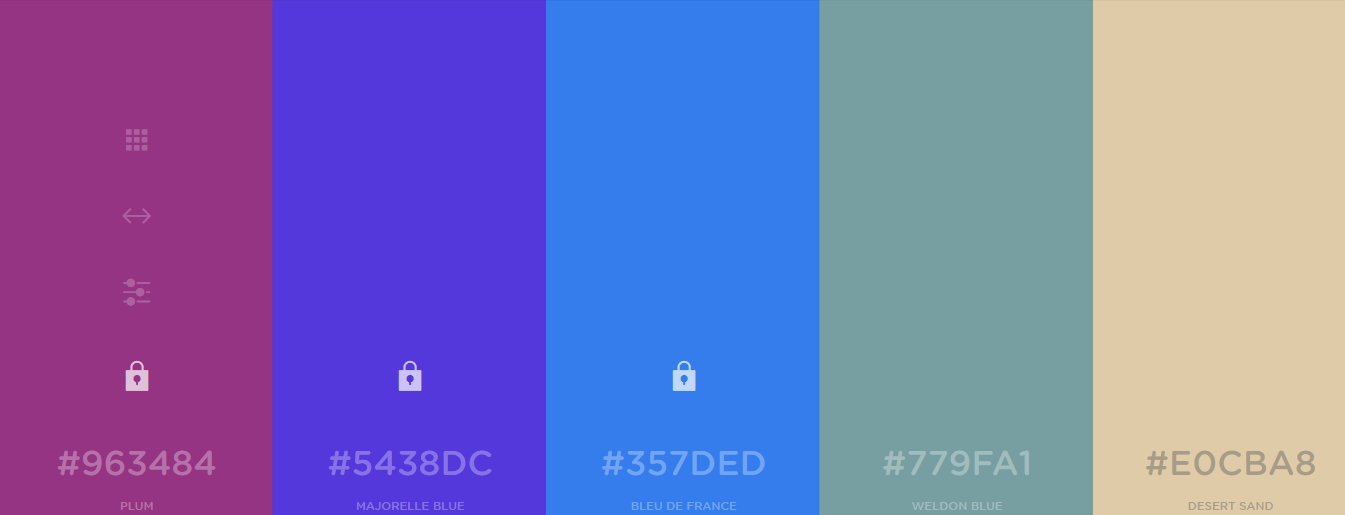 #963484 #5438DC #357DED #779FA1 #E0CBA8
PLUM MAJORELLE BLUE BLEU DE FRANCE WELDON BLUE DESERT SAND